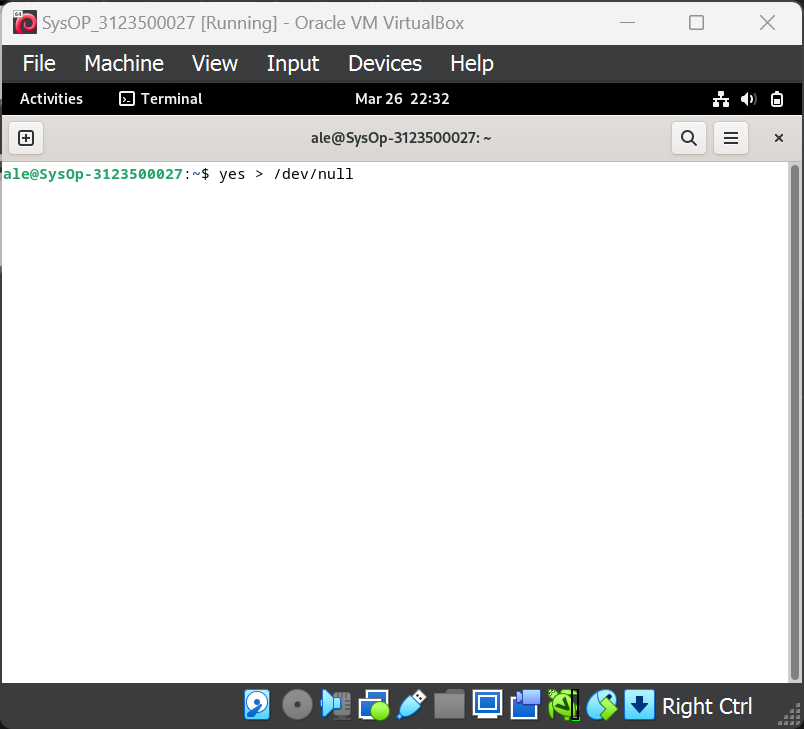 SysOP_3123500027 [Running] - Oracle VM VirtualBox
File Machine View Input Devices Help
Activities Terminal Mar 26 22:32
ale@SysOp-3123500027: ~
ale@SysOp-3123500027:~$ yes > /dev/null
Right Ctrl